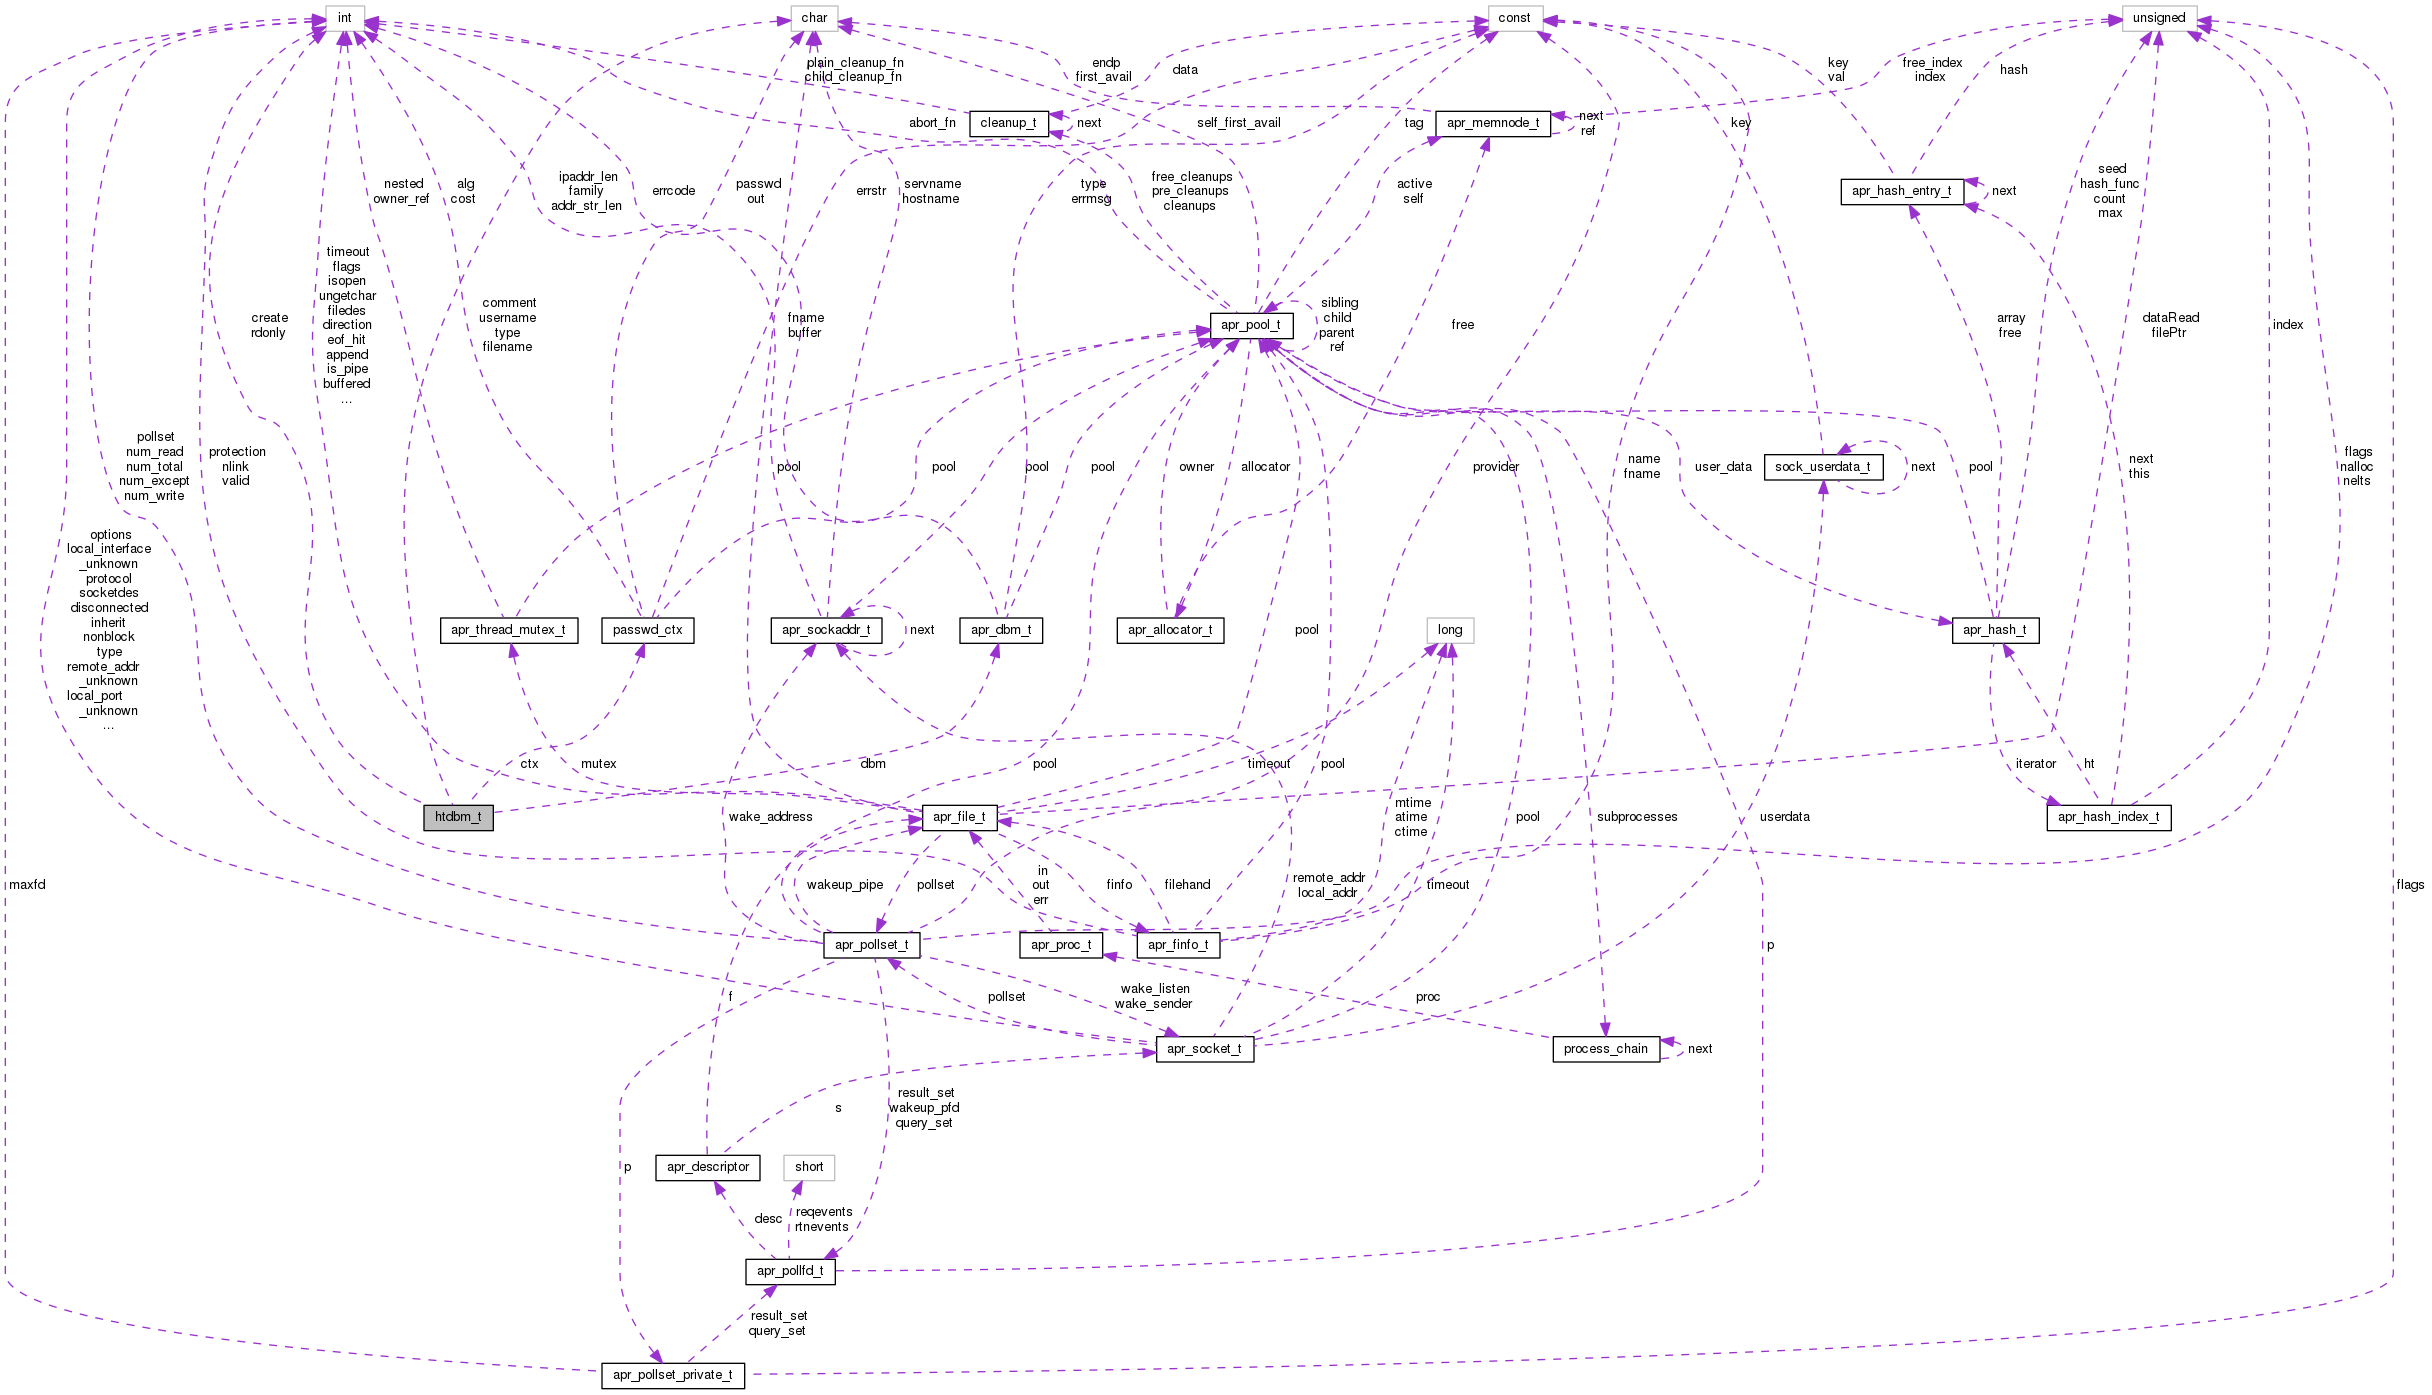 int
char
const
unsigned
plain_cleanup_fn
child_cleanup_fn
endp
first_avail
data
key
val
free_index
index
hash
abort_fn
cleanup_t
next
self_first_avail
tag
apr_memnode_t
next
ref
key
nested
owner_ref
alg
cost
ipaddr_len
family
addr_str_len
errcode
passwd
out
errstr
servname
hostname
type
errmsg
free_cleanups
pre_cleanups
cleanups
active
self
apr_hash_entry_t
next
seed
hash_func
count
max
timeout
flags
isopen
ungetchar
filedes
direction
eof_hit
append
is_pipe
buffered
...
create
rdonly
comment
username
type
filename
fname
buffer
apr_pool_t
sibling
child
parent
ref
free
array
free
dataRead
filePtr
index
pollset
num_read
num_total
num_except
num_write
protection
nlink
valid
pool
pool
pool
pool
owner
allocator
provider
name
fname
user_data
sock_userdata_t
next
pool
next
this
flags
nalloc
nelts
options
local_interface
_unknown
protocol
socketdes
disconnected
inherit
nonblock
type
remote_addr
_unknown
local_port
_unknown
...
apr_thread_mutex_t
passwd_ctx
apr_sockaddr_t
next
apr_dbm_t
apr_allocator_t
pool
long
apr_hash_t
ctx
mutex
dbm
pool
timeout
pool
iterator
ht
htdbm_t
wake_address
apr_file_t
mtime
atime
ctime
pool
subprocesses
userdata
apr_hash_index_t
maxfd
wakeup_pipe
pollset
in
out
err
finfo
filehand
remote_addr
local_addr
timeout
flags
apr_pollset_t
apr_proc_t
apr_finfo_t
p
f
pollset
wake_listen
wake_sender
proc
apr_socket_t
process_chain
next
s
result_set
wakeup_pfd
query_set
p
apr_descriptor
short
desc
reqevents
rtnevents
apr_pollfd_t
result_set
query_set
apr_pollset_private_t